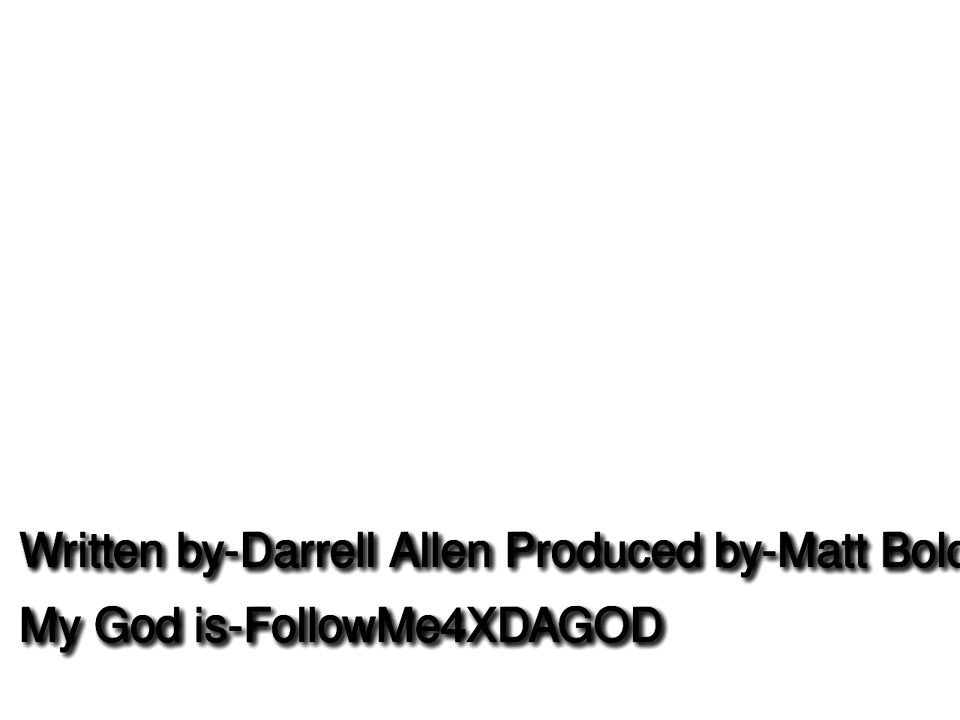 Written by-Darrell Allen Produced by-Matt
My God is-FollowMe4XDAGOD